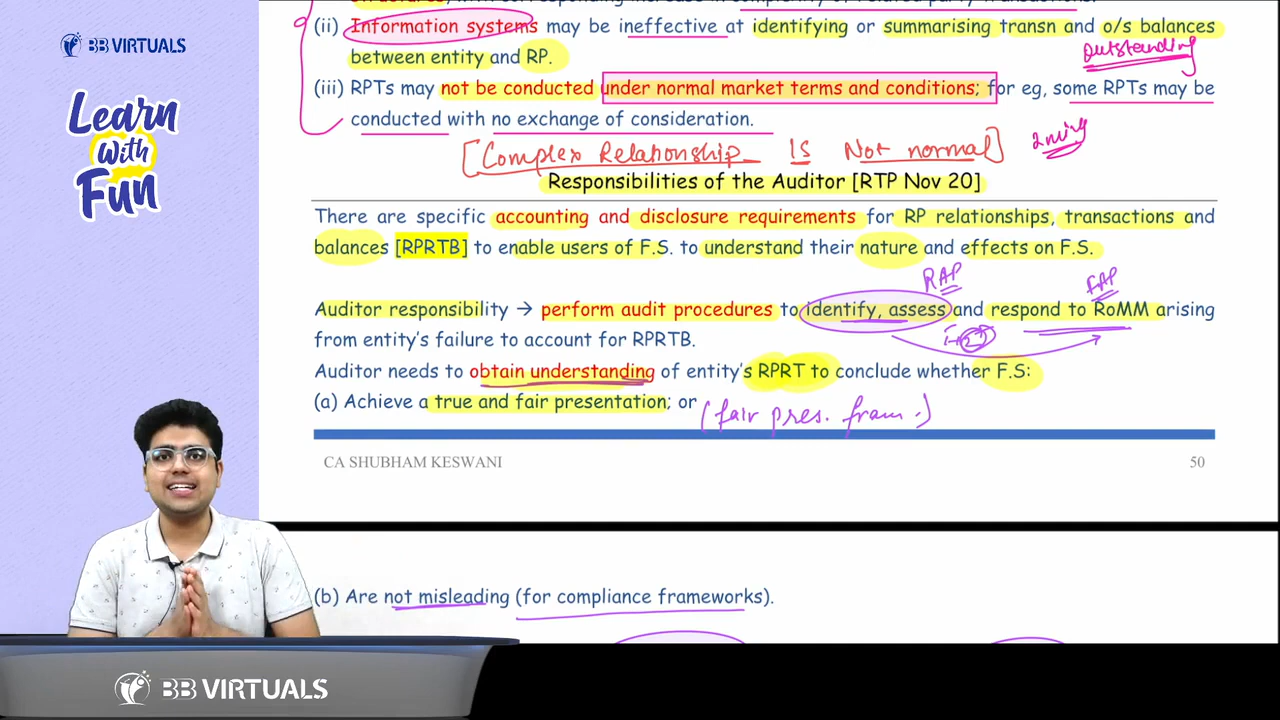 BB VIRTUALS
Learn
With
Fun
(ii) Information systems may be ineffective at identifying or summarising transn and o/s balances
between entity and RP.
outstanding
(iii) RPTs may not be conducted under normal market terms and conditions; for eg, some RPTs may be
conducted with no exchange of consideration.
[Complex Relationship Is Not normal]
Responsibilities of the Auditor [RTP Nov 20]
There are specific accounting and disclosure requirements for RP relationships, transactions and
balances [RPRTB] to enable users of F.S. to understand their nature and effects on F.S.
RAP
FAP
Auditor responsibility → perform audit procedures to identify, assess and respond to RoMM arising
from entity's failure to account for RPRTB.
Auditor needs to obtain understanding of entity's RPRT to conclude whether F.S:
(a) Achieve a true and fair presentation; or
(fair pres. fram.)
CA SHUBHAM KESWANI 50
(b) Are not misleading (for compliance frameworks).
BB VIRTUALS